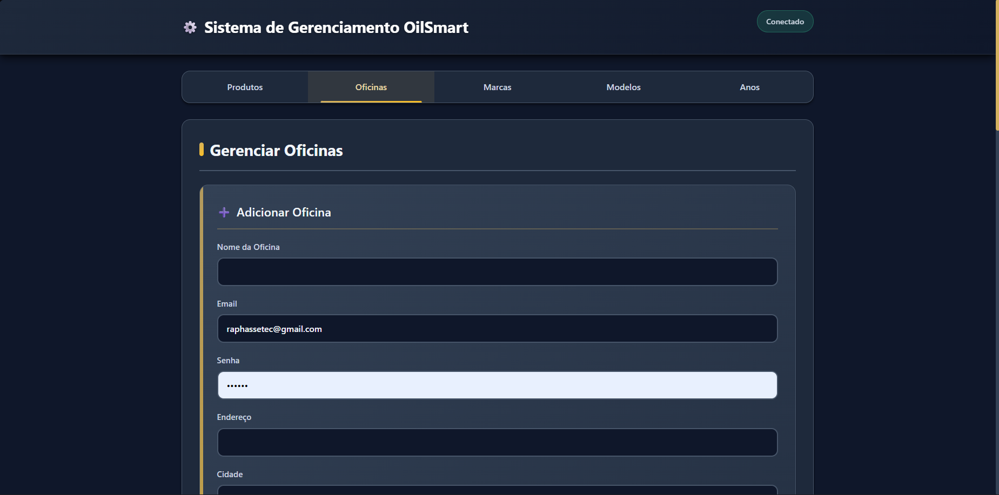 Sistema de Gerenciamento OilSmart
Conectado
Produtos
Oficinas
Marcas
Modelos
Anos
Gerenciar Oficinas
Adicionar Oficina
Nome da Oficina
Email
raphassetec@gmail.com
Senha
••••••
Endereço
Cidade